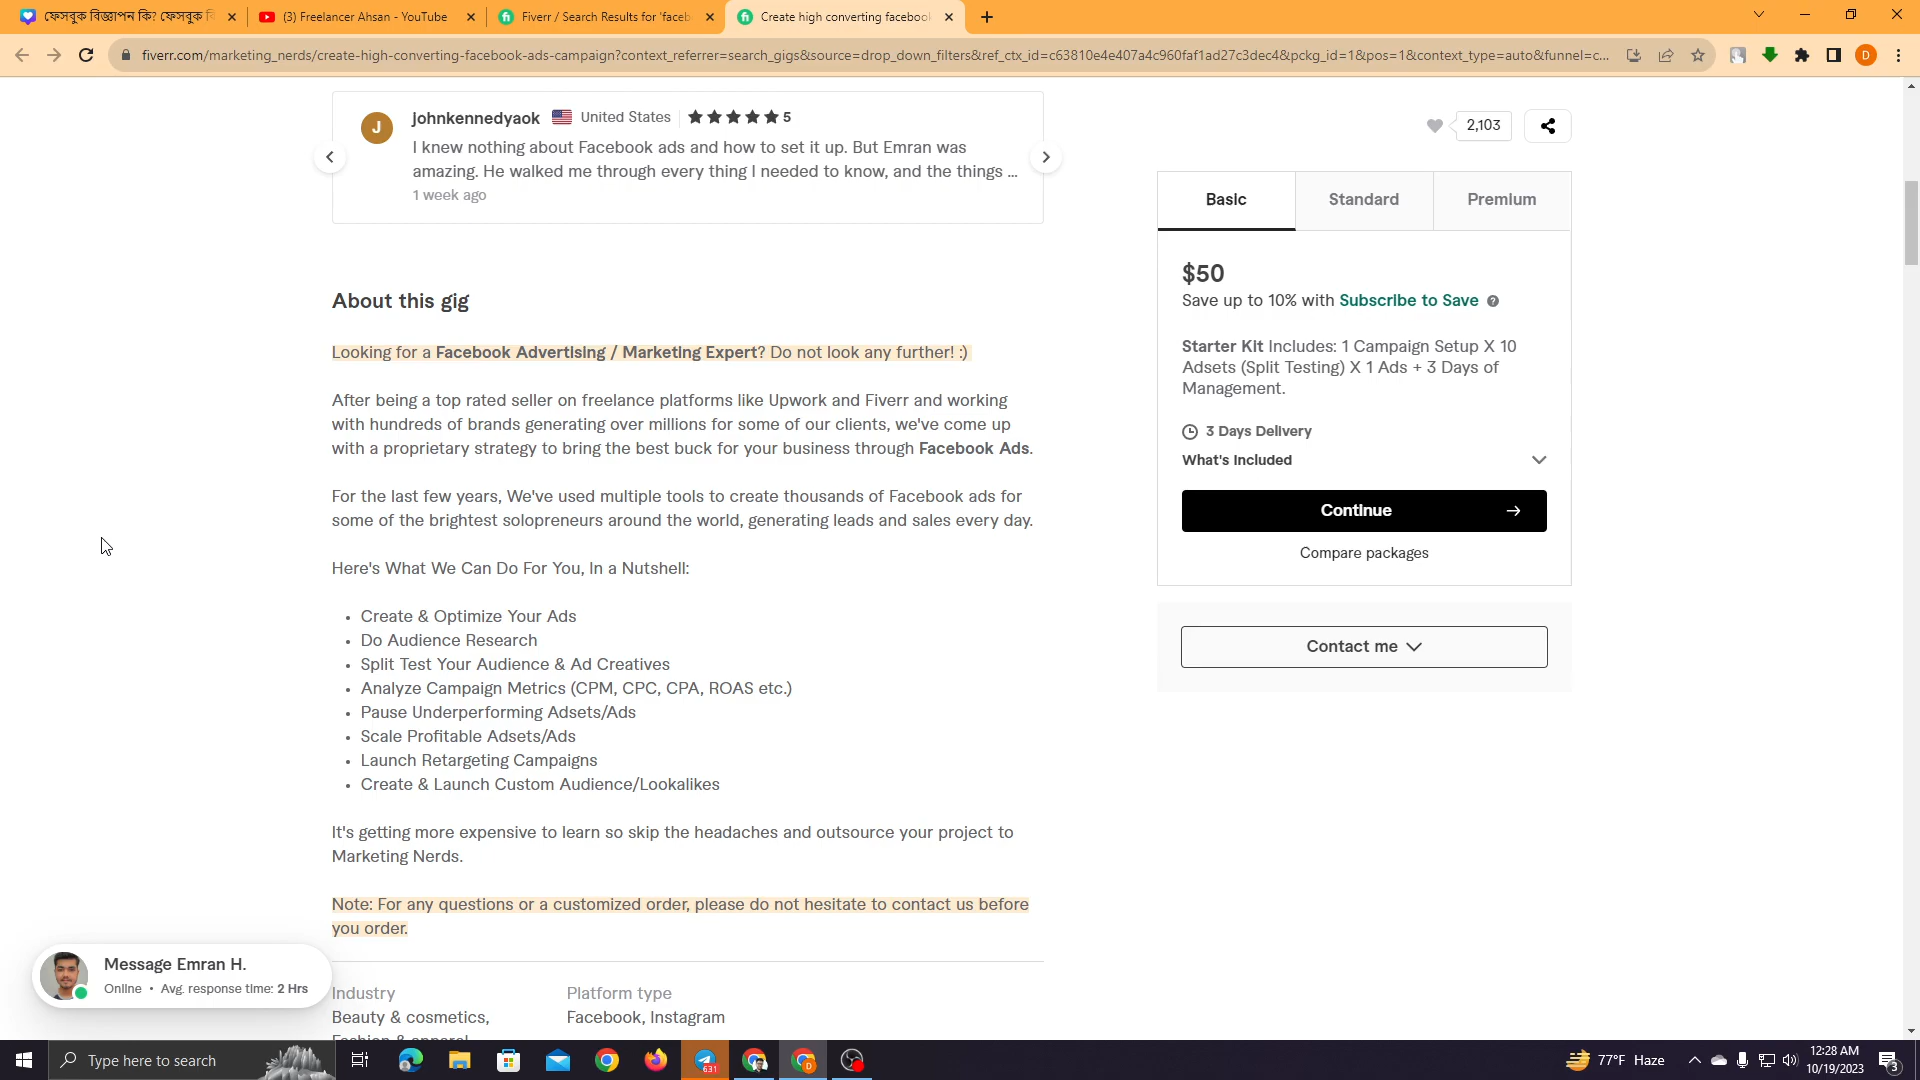 ফেসবুক বিজ্ঞাপন কি? ফেসবুক বি
(3) Freelancer Ahsan - YouTube
Fiverr / Search Results for 'faceb
Create high converting facebook
fiverr.com/marketing_nerds/create-high-converting-facebook-ads-campaign?context_referrer=search_gigs&source=drop_down_filters&ref_ctx_id=c63810e4e407a4c960faf1ad27c3dec4&pckg_id=1&pos=1&context_type=auto&funnel=c...
D
J
johnkennedyaok United States 5
I knew nothing about Facebook ads and how to set it up. But Emran was
amazing. He walked me through every thing I needed to know, and the things ...
1 week ago
2,103
Basic Standard Premium
$50
Save up to 10% with Subscribe to Save
Starter Kit Includes: 1 Campaign Setup X 10
Adsets (Split Testing) X 1 Ads + 3 Days of
Management.
3 Days Delivery
What's Included
Continue
Compare packages
Contact me
About this gig
Looking for a Facebook Advertising / Marketing Expert? Do not look any further! :)
After being a top rated seller on freelance platforms like Upwork and Fiverr and working
with hundreds of brands generating over millions for some of our clients, we've come up
with a proprietary strategy to bring the best buck for your business through Facebook Ads.
For the last few years, We've used multiple tools to create thousands of Facebook ads for
some of the brightest solopreneurs around the world, generating leads and sales every day.
Here's What We Can Do For You, In a Nutshell:
• Create & Optimize Your Ads
• Do Audience Research
• Split Test Your Audience & Ad Creatives
• Analyze Campaign Metrics (CPM, CPC, CPA, ROAS etc.)
• Pause Underperforming Adsets/Ads
• Scale Profitable Adsets/Ads
• Launch Retargeting Campaigns
• Create & Launch Custom Audience/Lookalikes
It's getting more expensive to learn so skip the headaches and outsource your project to
Marketing Nerds.
Note: For any questions or a customized order, please do not hesitate to contact us before
you order.
Message Emran H.
Online • Avg. response time: 2 Hrs
Industry Platform type
Beauty & cosmetics, Facebook, Instagram
Fashion & apparel
Type here to search
631
77°F Haze
12:28 AM
10/19/2023
3